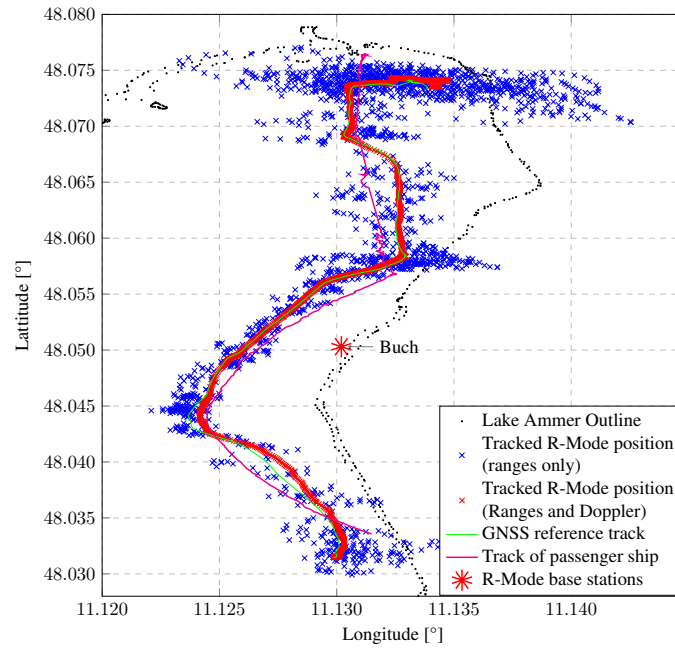 48.080
48.075
48.070
48.065
48.060
48.055
48.050
48.045
48.040
48.035
48.030
Lattitude [°]
Buch
Lake Ammer Outline
Tracked R-Mode position
(ranges only)
Tracked R-Mode position
(Ranges and Doppler)
GNSS reference track
Track of passenger ship
R-Mode base stations
11.120
11.125
11.130
11.135
11.140
Longitude [°]